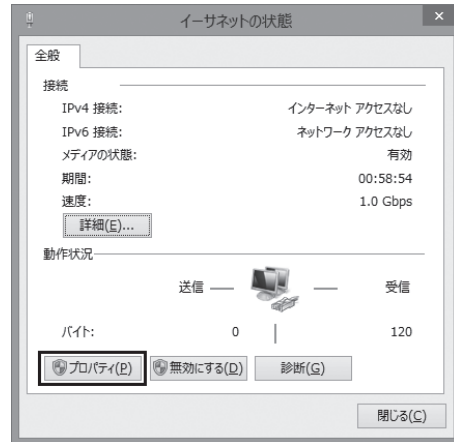 イーサネットの状態
全般
接続
IPv4 接続: インターネット アクセスなし
IPv6 接続: ネットワーク アクセスなし
メディアの状態: 有効
期間: 00:58:54
速度: 1.0 Gbps
詳細(E)...
動作状況
送信 受信
バイト: 0 120
プロパティ(P) 無効にする(D) 診断(G)
閉じる(C)